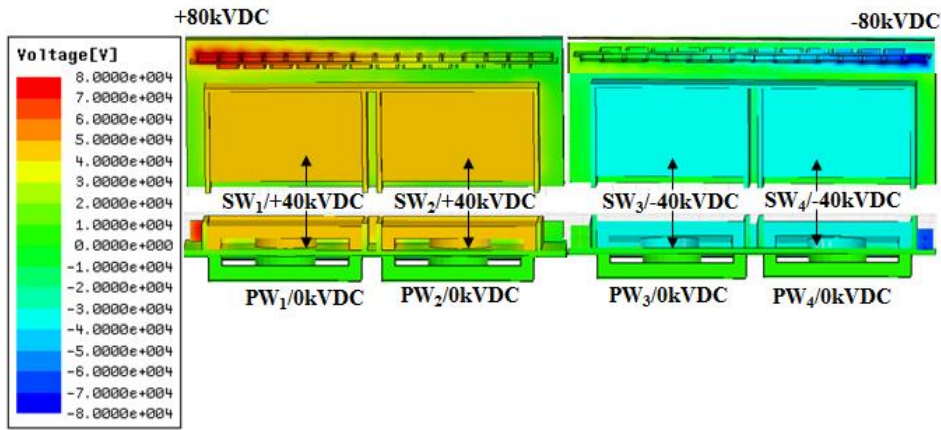 +80kVDC
-80kVDC
Voltage[V]
8.0000e+004
7.0000e+004
6.0000e+004
5.0000e+004
4.0000e+004
3.0000e+004
2.0000e+004
1.0000e+004
0.0000e+000
-1.0000e+004
-2.0000e+004
-3.0000e+004
-4.0000e+004
-5.0000e+004
-6.0000e+004
-7.0000e+004
-8.0000e+004
SW₁/+40kVDC SW₂/+40kVDC SW₃/-40kVDC SW₄/-40kVDC
PW₁/0kVDC PW₂/0kVDC PW₃/0kVDC PW₄/0kVDC